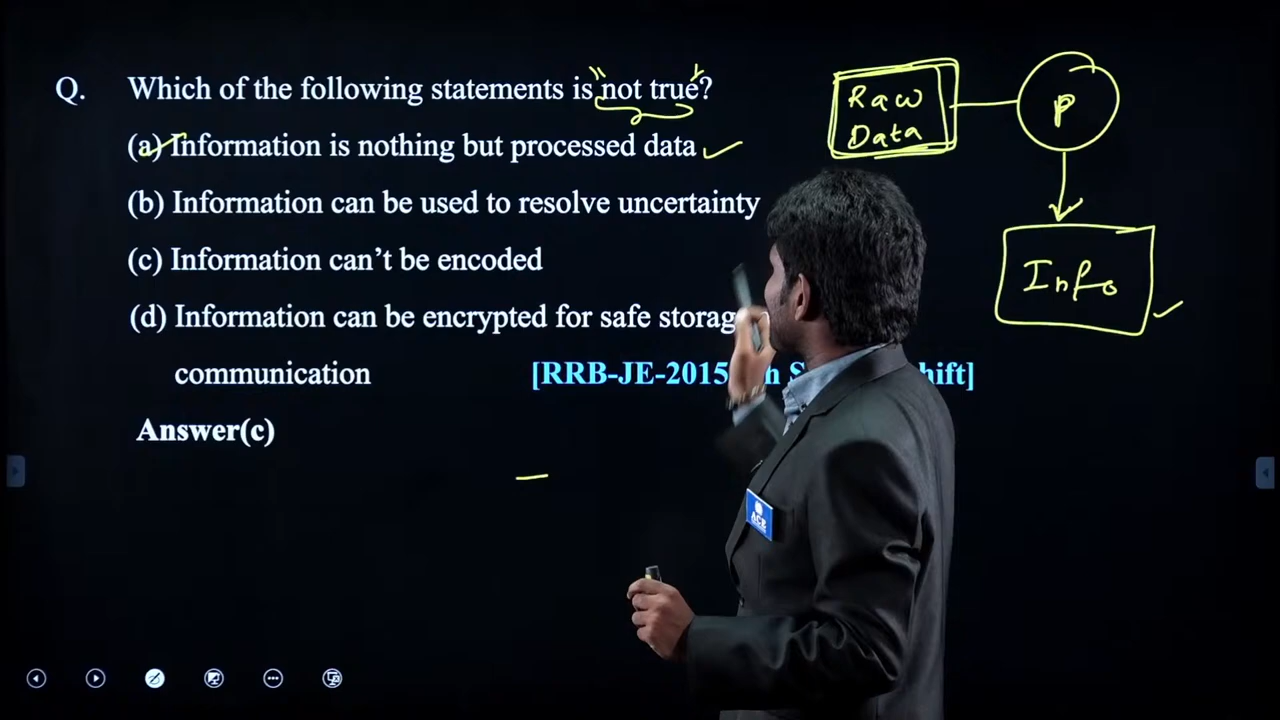 Q. Which of the following statements is not true?
(a) Information is nothing but processed data
(b) Information can be used to resolve uncertainty
(c) Information can’t be encoded
(d) Information can be encrypted for safe
communication [RRB-JE-2015
Answer(c)
Raw
Data
p
Info
ACE